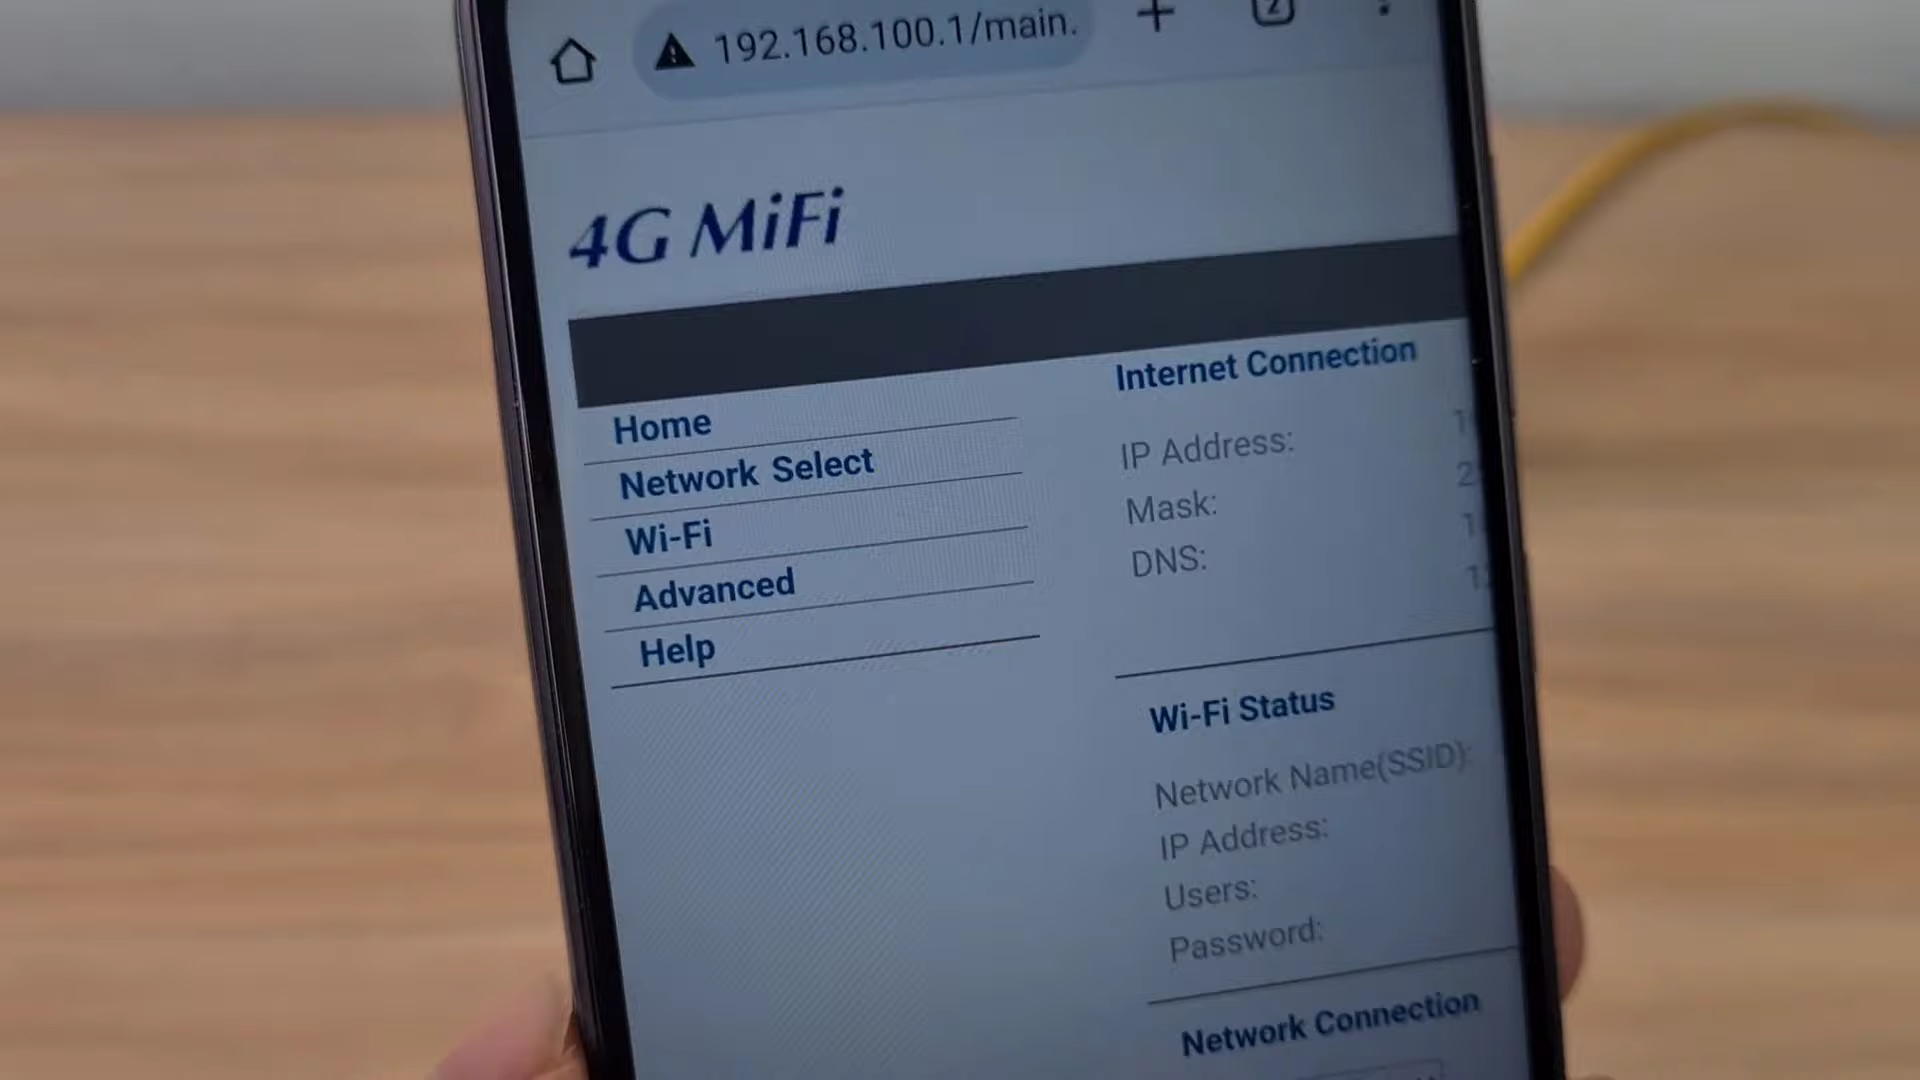 192.168.100.1/main.
2
4G MiFi
Home
Network Select
Wi-Fi
Advanced
Help
Internet Connection
IP Address:
Mask:
DNS:
Wi-Fi Status
Network Name(SSID):
IP Address:
Users:
Password:
Network Connection